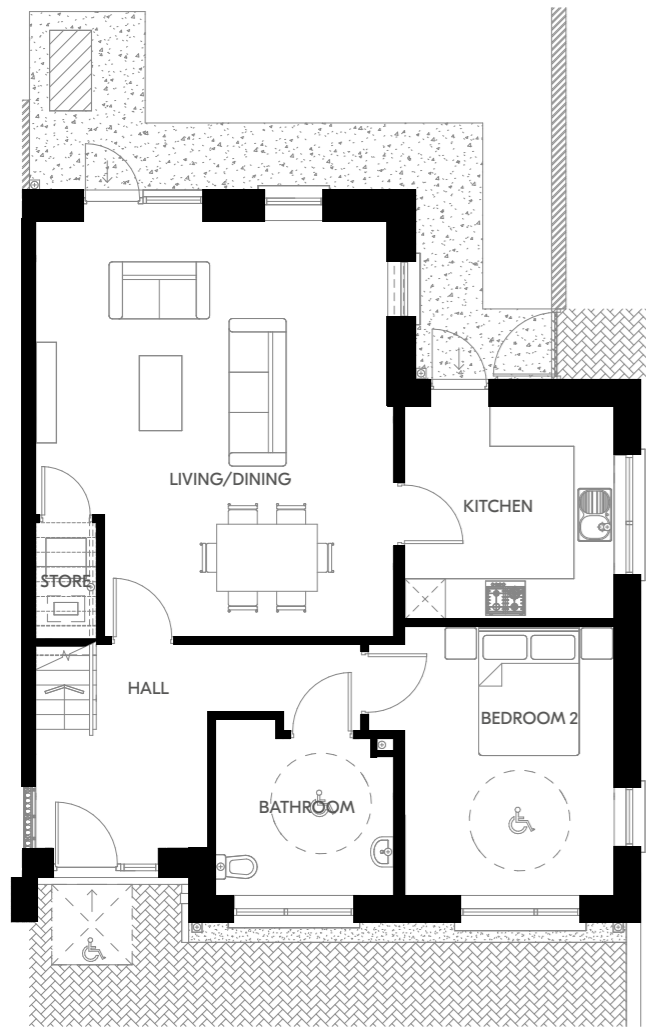 LIVING/DINING
KITCHEN
STORE
HALL
BEDROOM 2
BATHROOM